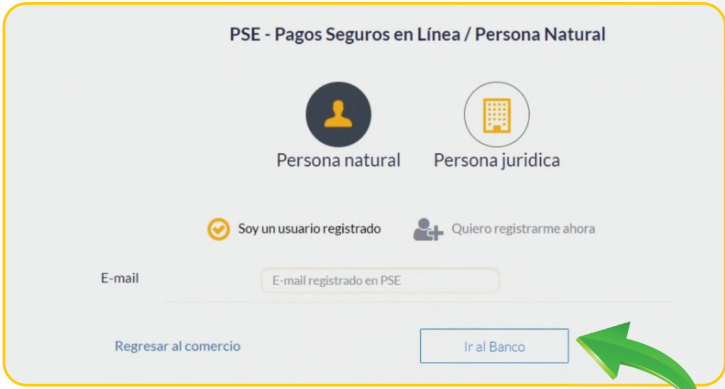 PSE - Pagos Seguros en Línea / Persona Natural
Persona natural Persona juridica
Soy un usuario registrado Quiero registrarme ahora
E-mail E-mail registrado en PSE
Regresar al comercio Ir al Banco